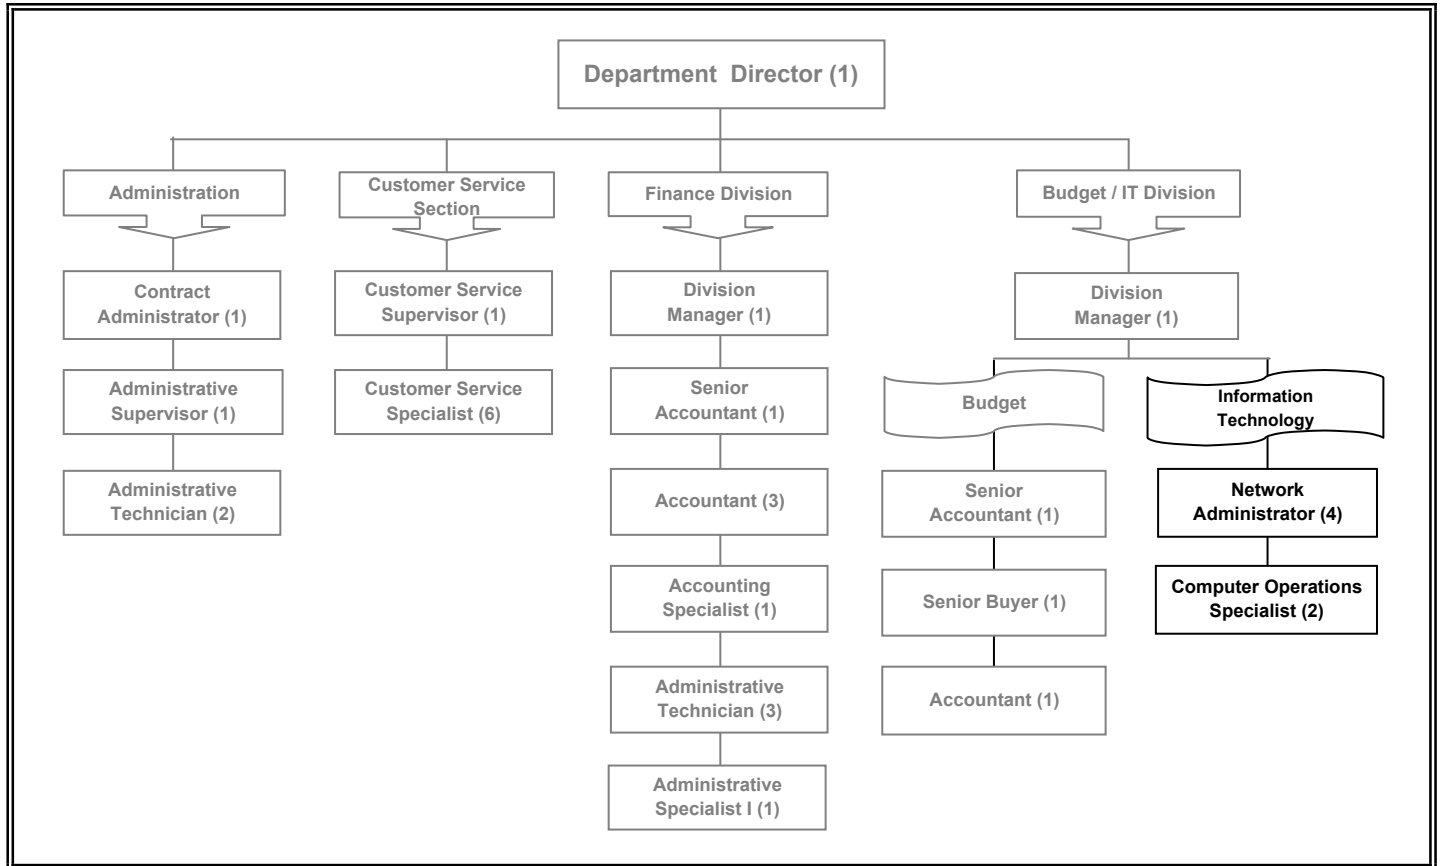 Department Director (1)
Administration
Customer Service
Section
Finance Division
Budget / IT Division
Contract
Administrator (1)
Customer Service
Supervisor (1)
Division
Manager (1)
Division
Manager (1)
Administrative
Supervisor (1)
Customer Service
Specialist (6)
Senior
Accountant (1)
Budget
Information
Technology
Administrative
Technician (2)
Accountant (3)
Senior
Accountant (1)
Network
Administrator (4)
Accounting
Specialist (1)
Senior Buyer (1)
Computer Operations
Specialist (2)
Administrative
Technician (3)
Accountant (1)
Administrative
Specialist I (1)